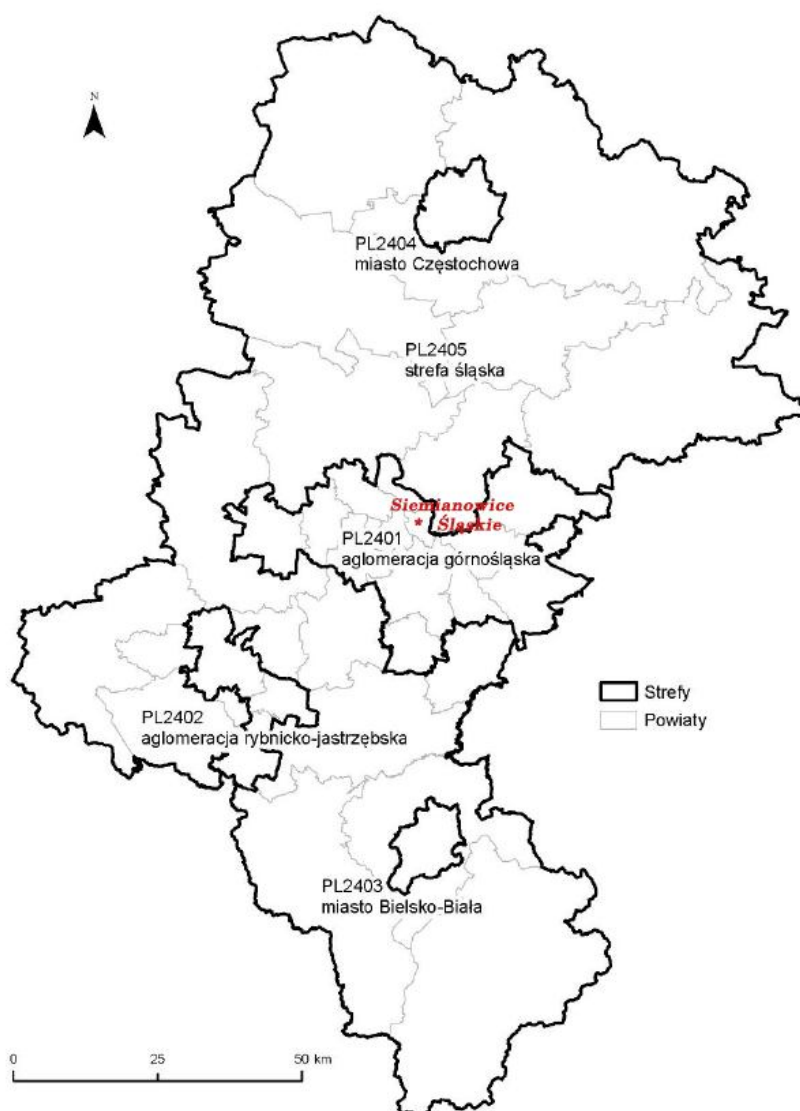 N
PL2404
miasto Częstochowa
PL2405
strefa śląska
Siemianowice
* Śląskie
PL2401
aglomeracja górnośląska
Strefy
Powiaty
PL2402
aglomeracja rybnicko-jastrzębska
PL2403
miasto Bielsko-Biała
0 25 50 km